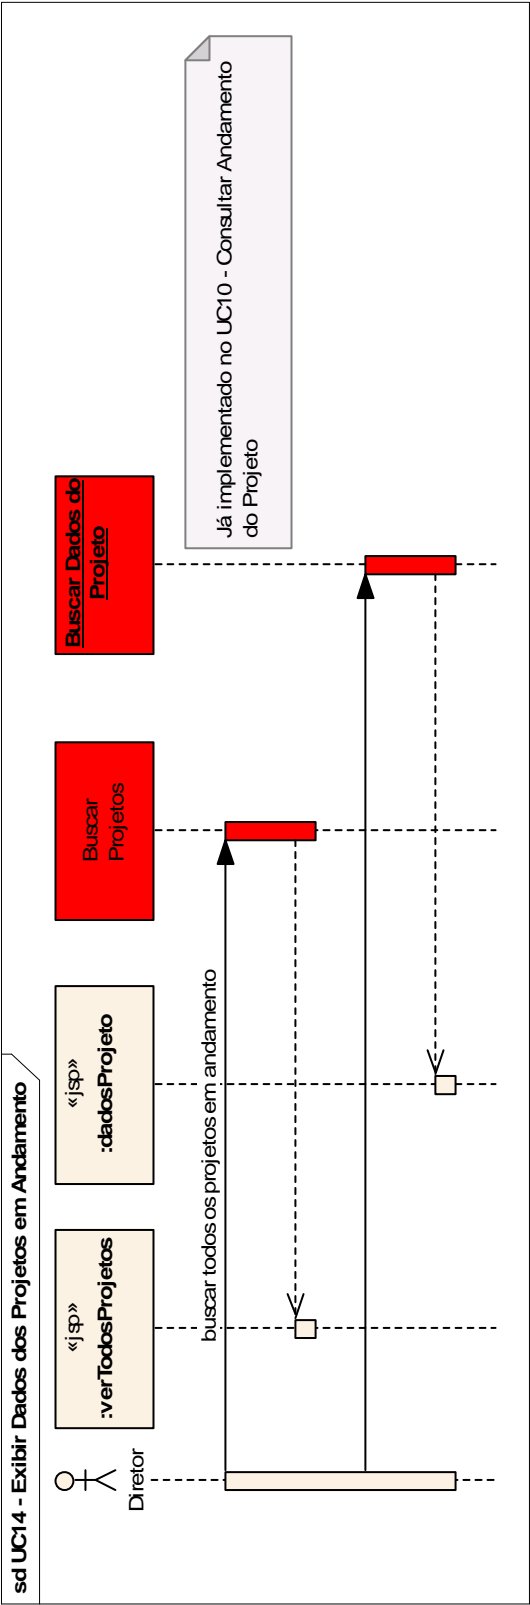 sd UC14 - Exibir Dados dos Projetos em Andamento
Diretor
«jsp»
:verTodosProjetos
«jsp»
:dadosProjeto
Buscar
Projetos
Buscar Dados do
Projeto
buscar todos os projetos em andamento
Já implementado no UC10 - Consultar Andamento
do Projeto